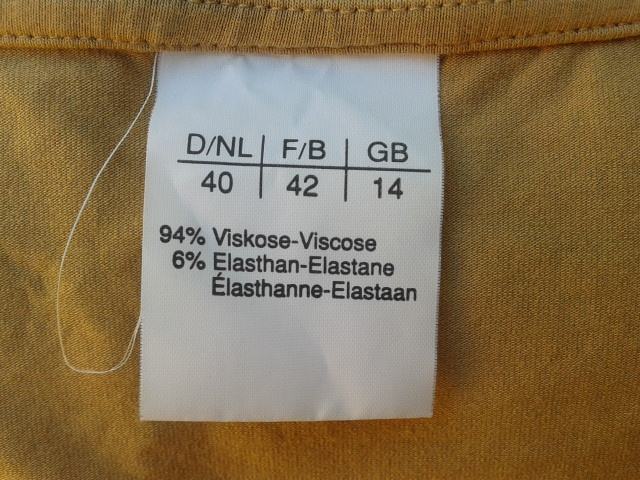 D/NL F/B GB
40 42 14
94% Viskose-Viscose
6% Elasthan-Elastane
Élasthanne-Elastaan